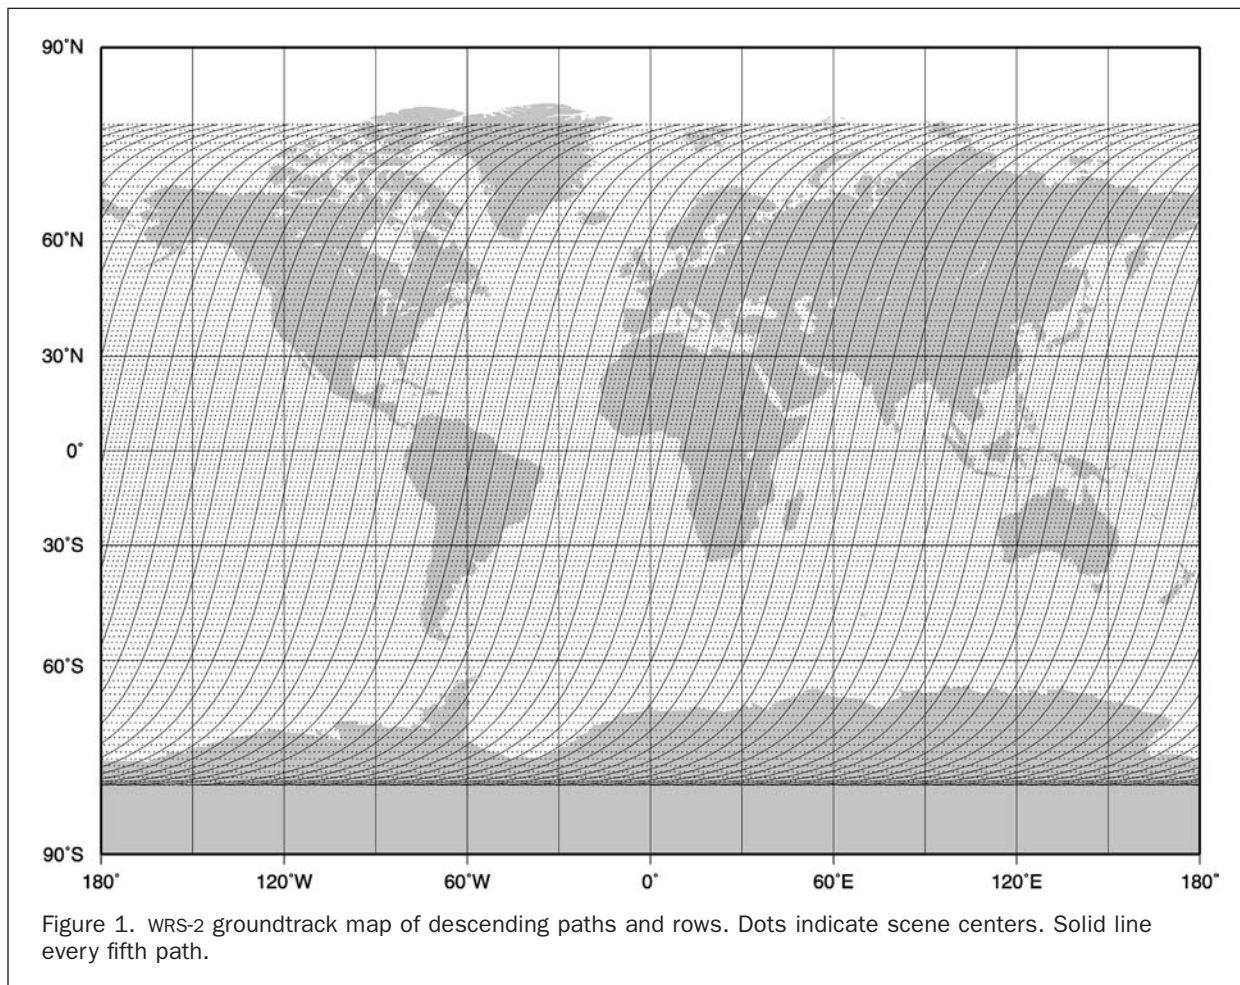 90°N
60°N
30°N
0°
30°S
60°S
90°S
180° 120°W 60°W 0° 60°E 120°E 180°
Figure 1. WRS-2 groundtrack map of descending paths and rows. Dots indicate scene centers. Solid line
every fifth path.